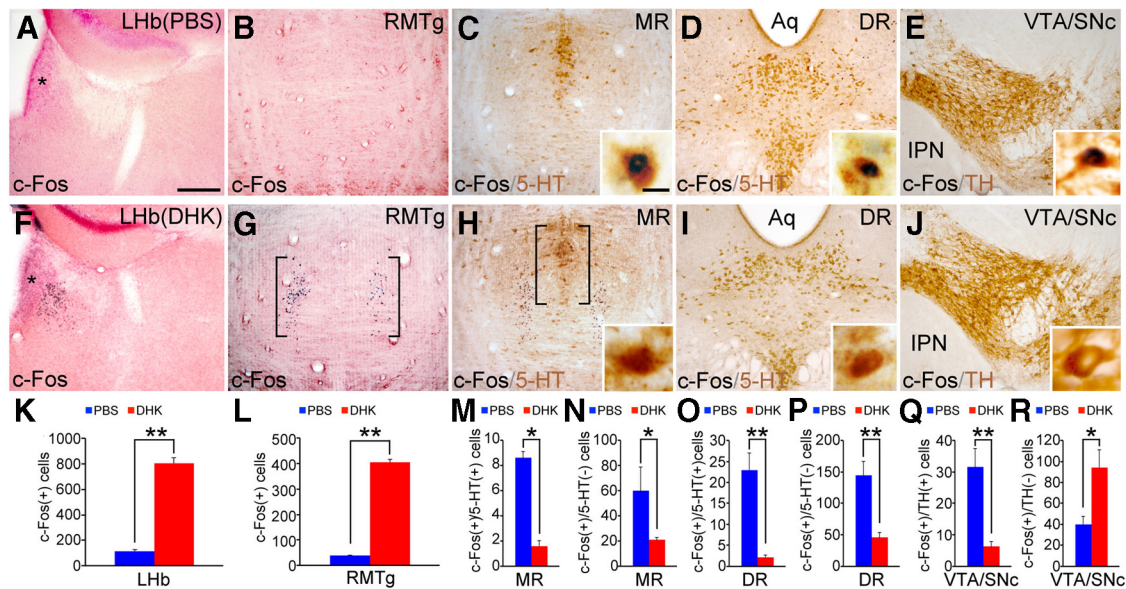 A LHb(PBS) B RMTg C MR D Aq DR E VTA/SNc
*
IPN
c-Fos c-Fos c-Fos/5-HT c-Fos/5-HT c-Fos/TH
F LHb(DHK) G RMTg H MR I Aq DR J VTA/SNc
*
IPN
c-Fos c-Fos c-Fos/5-HT c-Fos/5-HT c-Fos/TH
K PBS DHK
**
c-Fos(+) cells
1000
800
600
400
200
0
LHb
L PBS DHK
**
c-Fos(+) cells
500
400
300
200
100
0
RMTg
M PBS DHK
*
c-Fos(+)/5-HT(+) cells
10
8
6
4
2
0
MR
N PBS DHK
*
c-Fos(+)/5-HT(-) cells
100
80
60
40
20
0
MR
O PBS DHK
**
c-Fos(+)/5-HT(+)cells
30
25
20
15
10
5
0
DR
P PBS DHK
**
c-Fos(+)/5-HT(-) cells
200
150
100
50
0
DR
Q PBS DHK
**
c-Fos(+)/TH(+) cells
40
30
20
10
0
VTA/SNc
R PBS DHK
*
c-Fos(+)/TH(-) cells
120
100
80
60
40
20
0
VTA/SNc